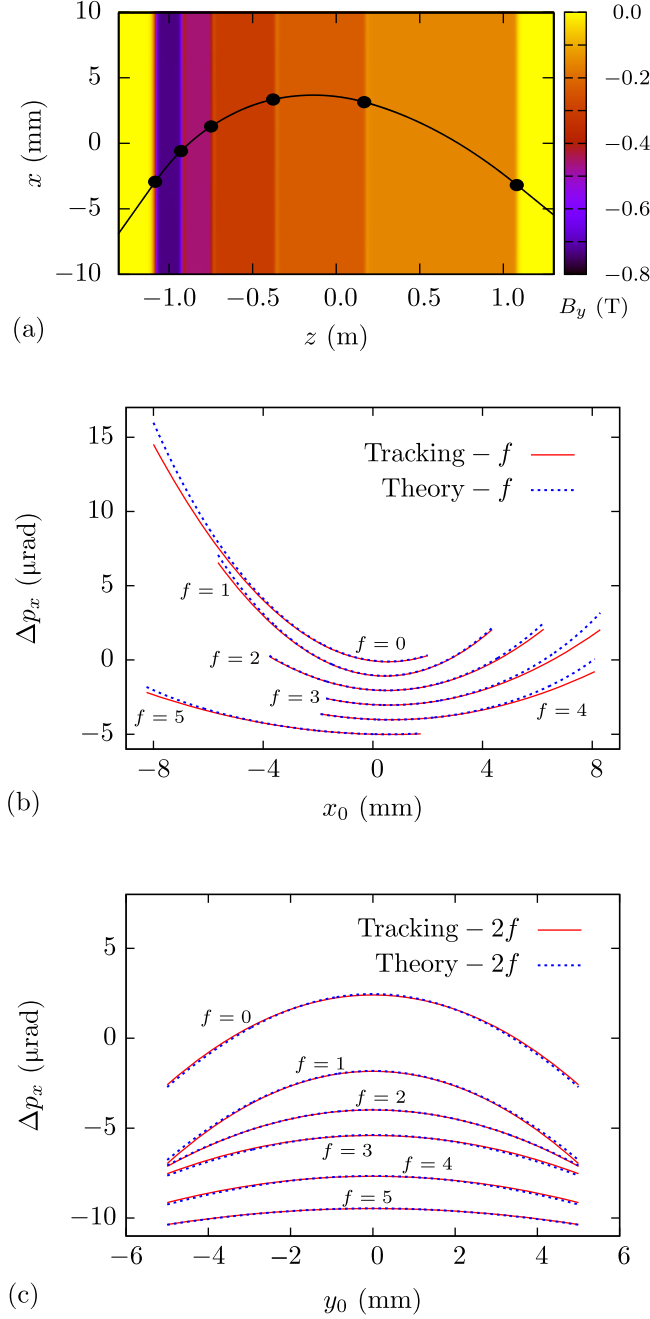 10
5
0
−5
−10
x (mm)
−1.0 −0.5 0.0 0.5 1.0
z (m)
0.0
−0.2
−0.4
−0.6
−0.8
B_y (T)
(a)
15
10
5
0
−5
Δp_x (μrad)
Tracking − f
Theory − f
f = 1
f = 0
f = 2
f = 3
f = 5
f = 4
−8 −4 0 4 8
x_0 (mm)
(b)
5
0
−5
−10
Δp_x (μrad)
Tracking − 2f
Theory − 2f
f = 0
f = 1
f = 2
f = 3
f = 4
f = 5
−6 −4 −2 0 2 4 6
y_0 (mm)
(c)